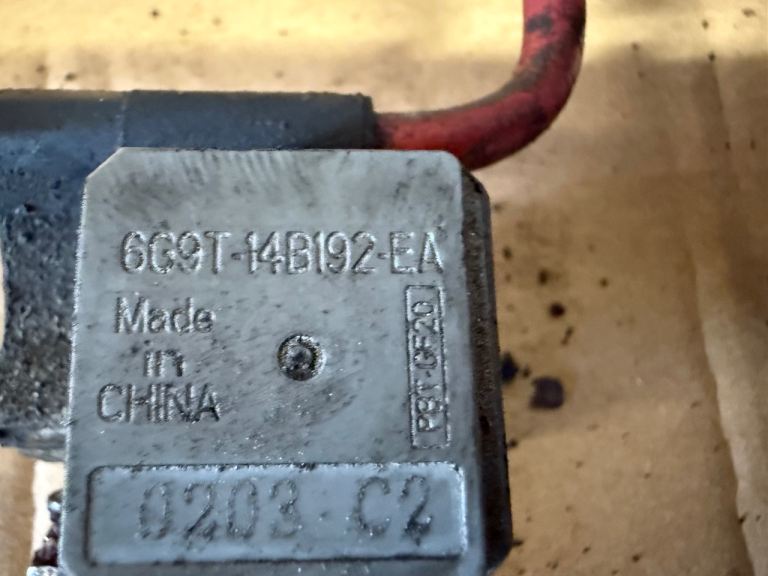 6G9T-14B192-EA
Made
in
CHINA
PBT-GF20
0203 C2